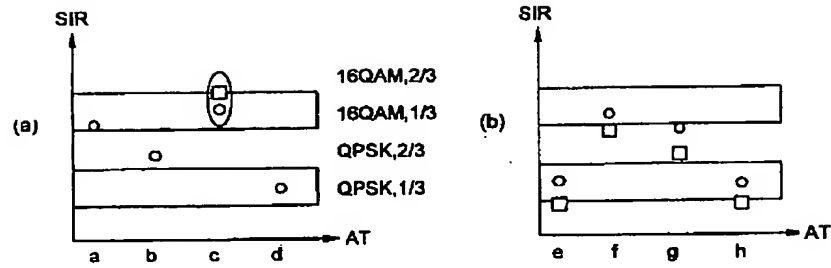 SIR
(a)
16QAM,2/3
16QAM,1/3
QPSK,2/3
QPSK,1/3
AT
a b c d
SIR
(b)
AT
e f g h